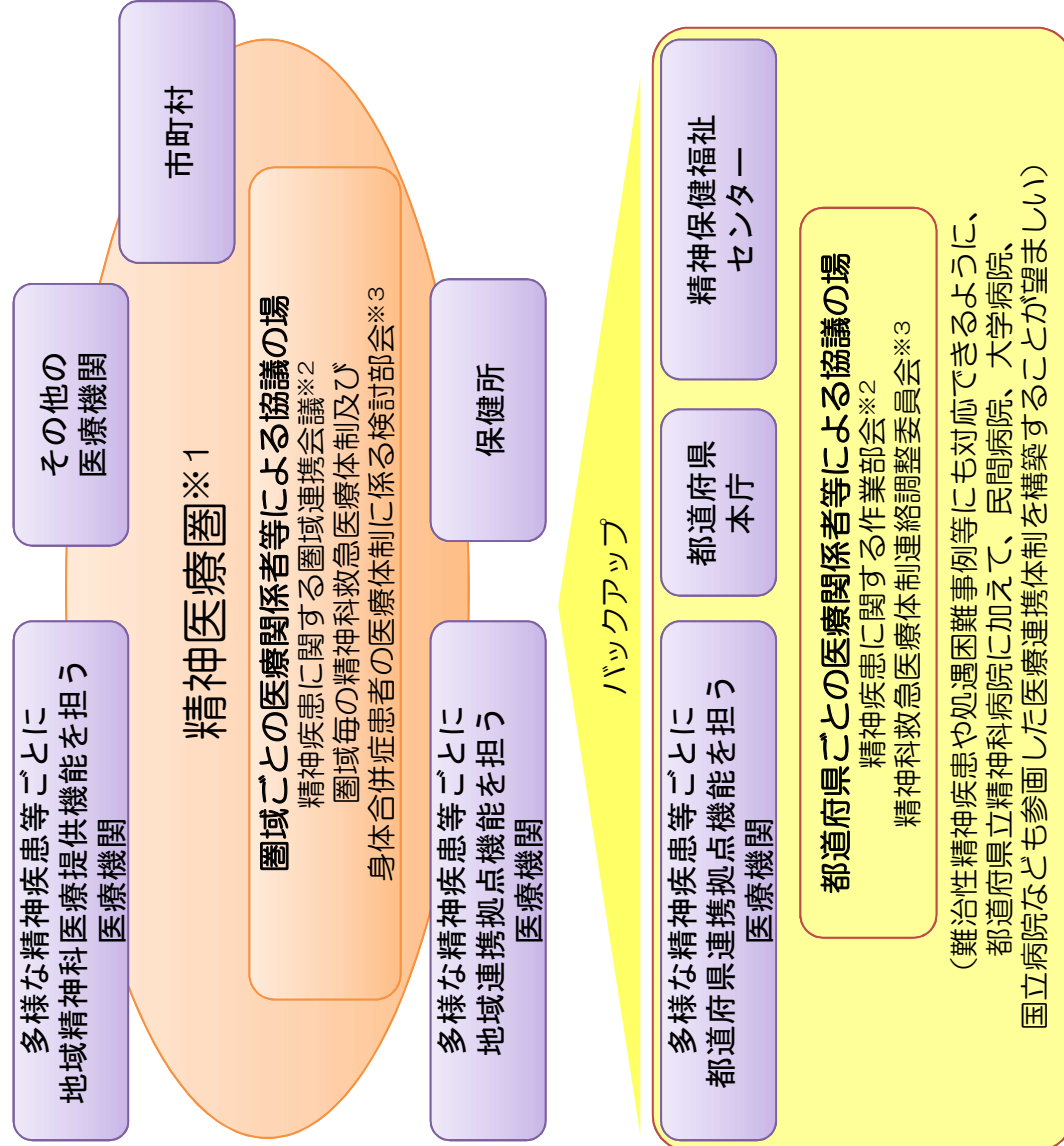 多様な精神疾患等ごとに
地域精神科医療提供機能を担う
医療機関
その他の
医療機関
市町村
精神医療圏※1
圏域ごとの医療関係者等による協議の場
精神疾患に関する圏域連携会議※2
圏域毎の精神科救急医療体制及び
身体合併症患者の医療体制に係る検討部会※3
多様な精神疾患等ごとに
地域連携拠点機能を担う
医療機関
保健所
バックアップ
多様な精神疾患等ごとに
都道府県連携拠点機能を担う
医療機関
都道府県
本庁
精神保健福祉
センター
都道府県ごとの医療関係者等による協議の場
精神疾患に関する作業部会※2
精神科救急医療体制連絡調整委員会※3
（難治性精神疾患や処遇困難事例等にも対応できるように、
都道府県立精神科病院に加えて、民間病院、大学病院、
国立病院なども参画した医療連携体制を構築することが望ましい）